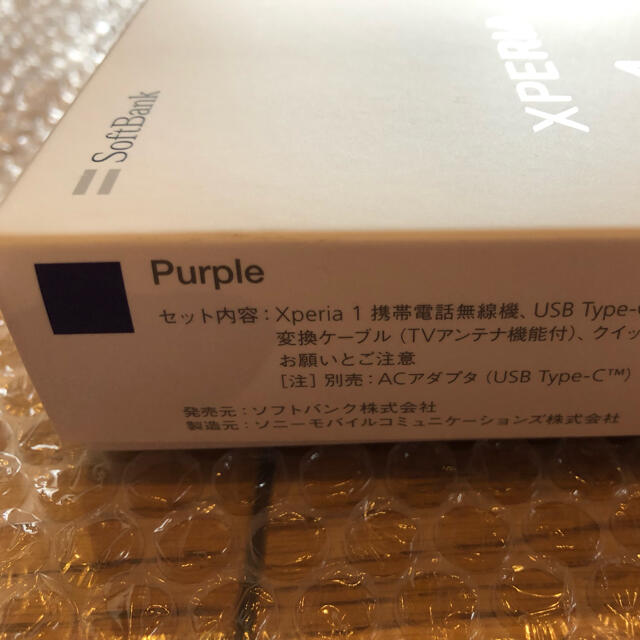 SoftBank
XPERIA
Purple
セット内容：Xperia 1 携帯電話無線機、USB Type-C
変換ケーブル（TVアンテナ機能付）、クイッ
お願いとご注意
［注］別売：ACアダプタ（USB Type-C™）
発売元：ソフトバンク株式会社
製造元：ソニーモバイルコミュニケーションズ株式会社